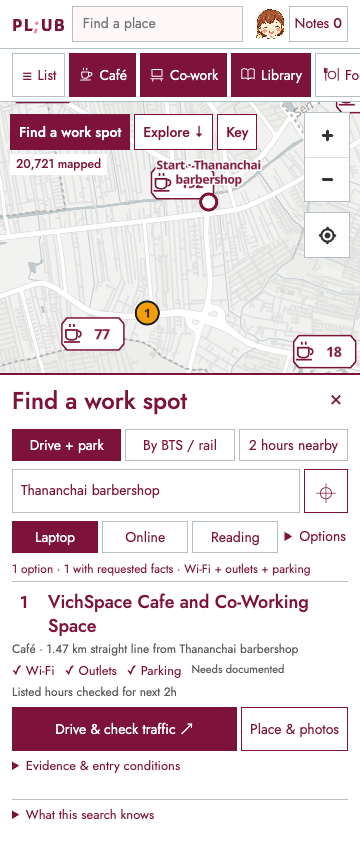 PL;UB
Find a place
Notes 0
≡ List
Café
Co-work
Library
Fo
Find a work spot
Explore ↓
Key
20,721 mapped
Start · Thananchai
barbershop
+
−
1
77
18
Find a work spot
×
Drive + park
By BTS / rail
2 hours nearby
Thananchai barbershop
Laptop
Online
Reading
▶ Options
1 option · 1 with requested facts · Wi-Fi + outlets + parking
1 VichSpace Cafe and Co-Working
Space
Café · 1.47 km straight line from Thananchai barbershop
✓ Wi-Fi ✓ Outlets ✓ Parking Needs documented
Listed hours checked for next 2h
Drive & check traffic ↗
Place & photos
▶ Evidence & entry conditions
▶ What this search knows